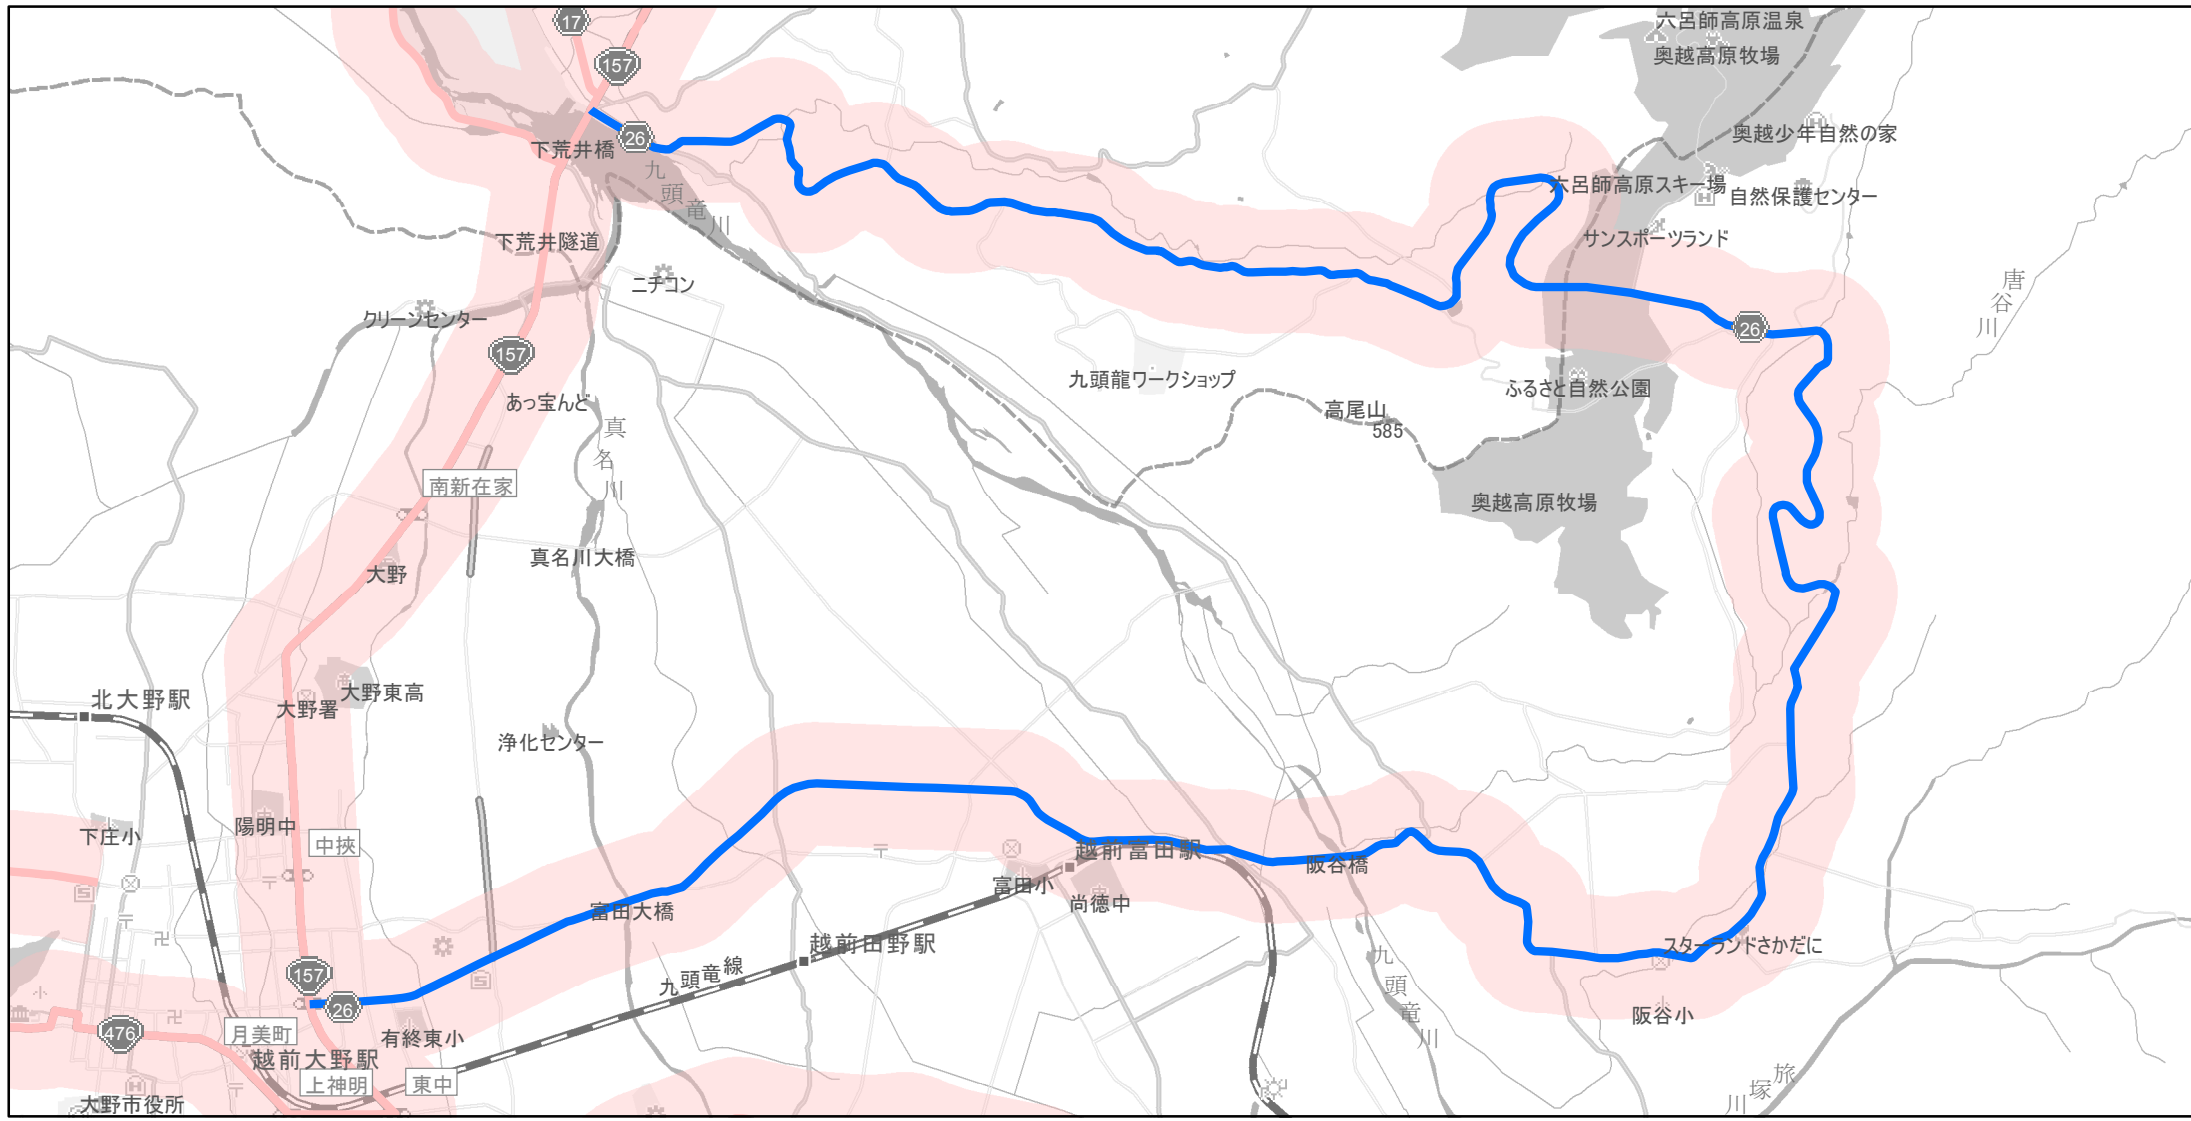 17
六呂師高原温泉
157
奥越高原牧場
26
奥越少年自然の家
下荒井橋
九頭竜川
六呂師高原スキー場
自然保護センター
下荒井隧道
サンスポーツランド
ニチコン
唐谷川
クリーンセンター
26
157
九頭龍ワークショップ
ふるさと自然公園
あっ宝んど
高尾山
585
真名川
南新在家
奥越高原牧場
真名川大橋
大野
大野東高
北大野駅
大野署
浄化センター
陽明中
下庄小
中挾
越前富田駅
阪谷橋
富田小
尚徳中
富田大橋
越前田野駅
スターランドさかだに
九頭竜線
157
26
九頭竜川
阪谷小
476
月美町
有終東小
越前大野駅
上神明
東中
旅塚川
大野市役所